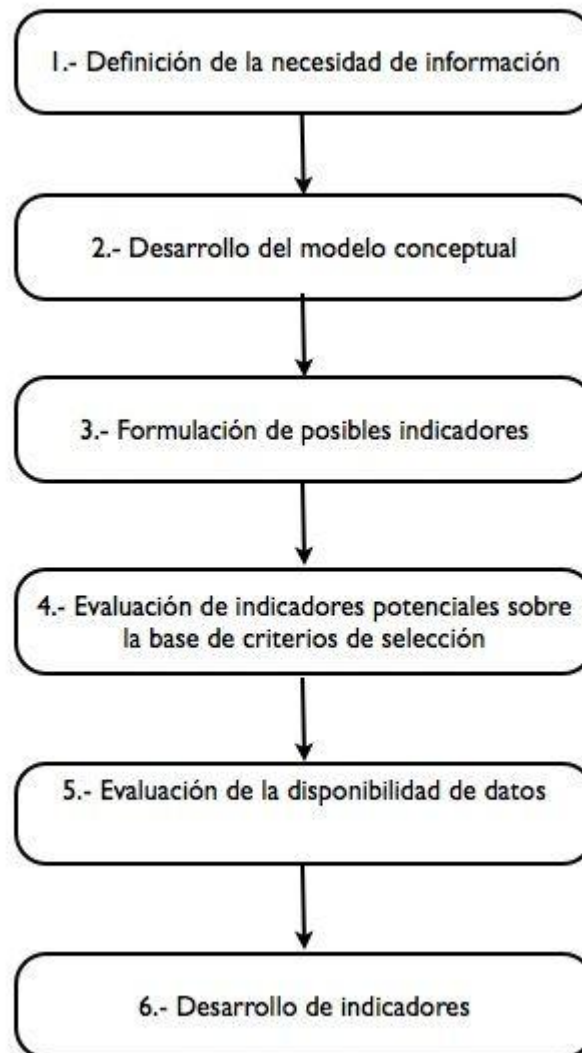 1.- Definición de la necesidad de información
2.- Desarrollo del modelo conceptual
3.- Formulación de posibles indicadores
4.- Evaluación de indicadores potenciales sobre
la base de criterios de selección
5.- Evaluación de la disponibilidad de datos
6.- Desarrollo de indicadores